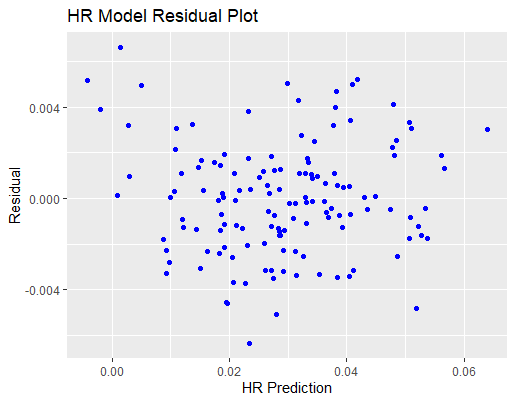 HR Model Residual Plot
0.004
0.000
-0.004
Residual
0.00 0.02 0.04 0.06
HR Prediction